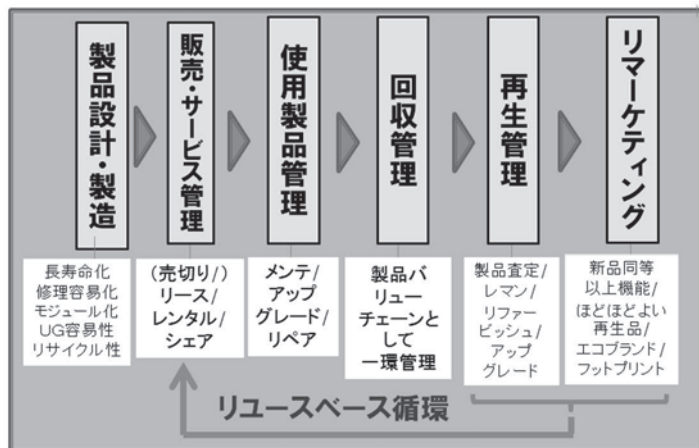 製品設計・製造
販売・サービス管理
使用製品管理
回収管理
再生管理
リマーケティング
長寿命化
修理容易化
モジュール化
UG容易性
リサイクル性
(売切り/)
リース/
レンタル/
シェア
メンテ/
アップ
グレード/
リペア
製品バ
リュー
チェーンと
して
一環管理
製品査定/
レマン/
リファー
ビッシュ/
アップ
グレード
新品同等
以上機能/
ほどほどよい
再生品/
エコブランド/
フットプリント
リユースベース循環